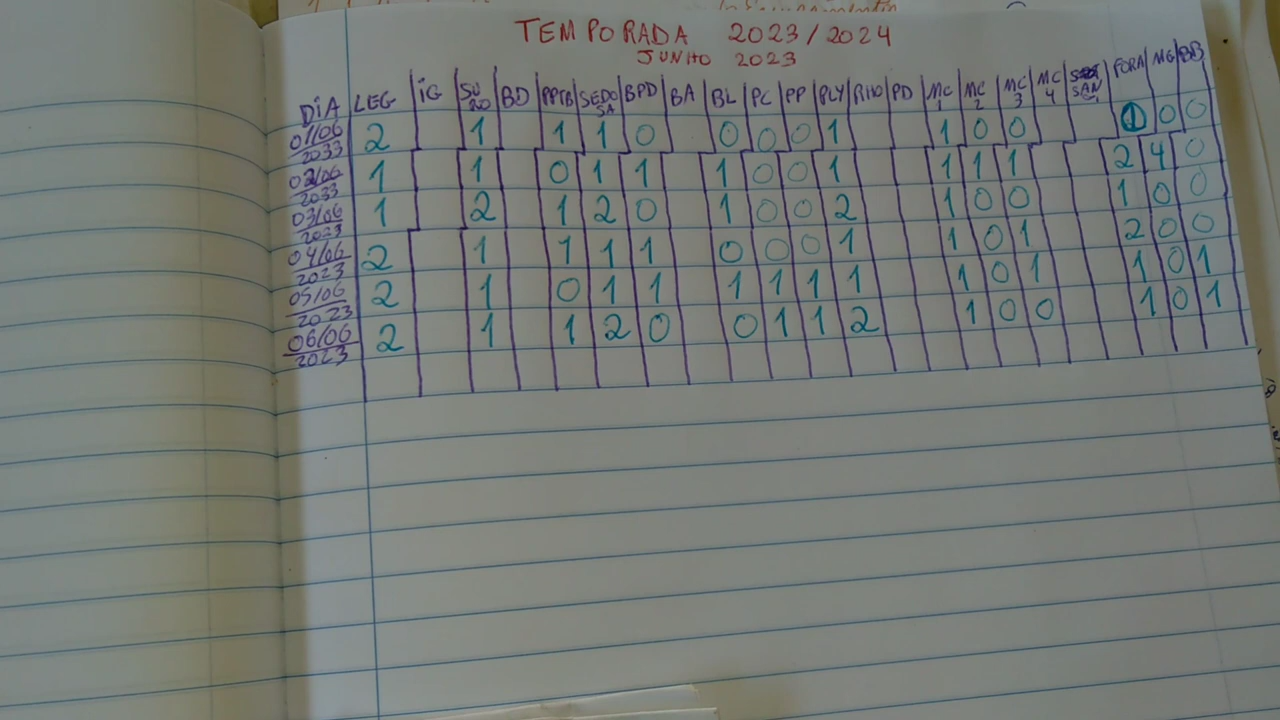 TEMPORADA 2023/2024
JUNHO 2023
DIA LEG IG SU20 BD PPTB SEDOSA BPD BA BL PC PP PLY RHO PD MC1 MC2 MC3 MC4 SAN FORA MG BB
01/06/2033 2 1 1 1 0 0 0 0 1 1 0 0 1 0 0
02/06/2033 1 1 0 1 1 1 0 0 1 1 1 1 2 4 0
03/06/2023 1 2 1 2 0 1 0 0 2 1 0 0 1 0 0
04/06/2023 2 1 1 1 1 0 0 0 1 1 0 1 2 0 0
05/06/2023 2 1 0 1 1 1 1 1 1 1 0 1 1 0 1
06/06/2023 2 1 1 2 0 0 1 1 2 1 0 0 1 0 1